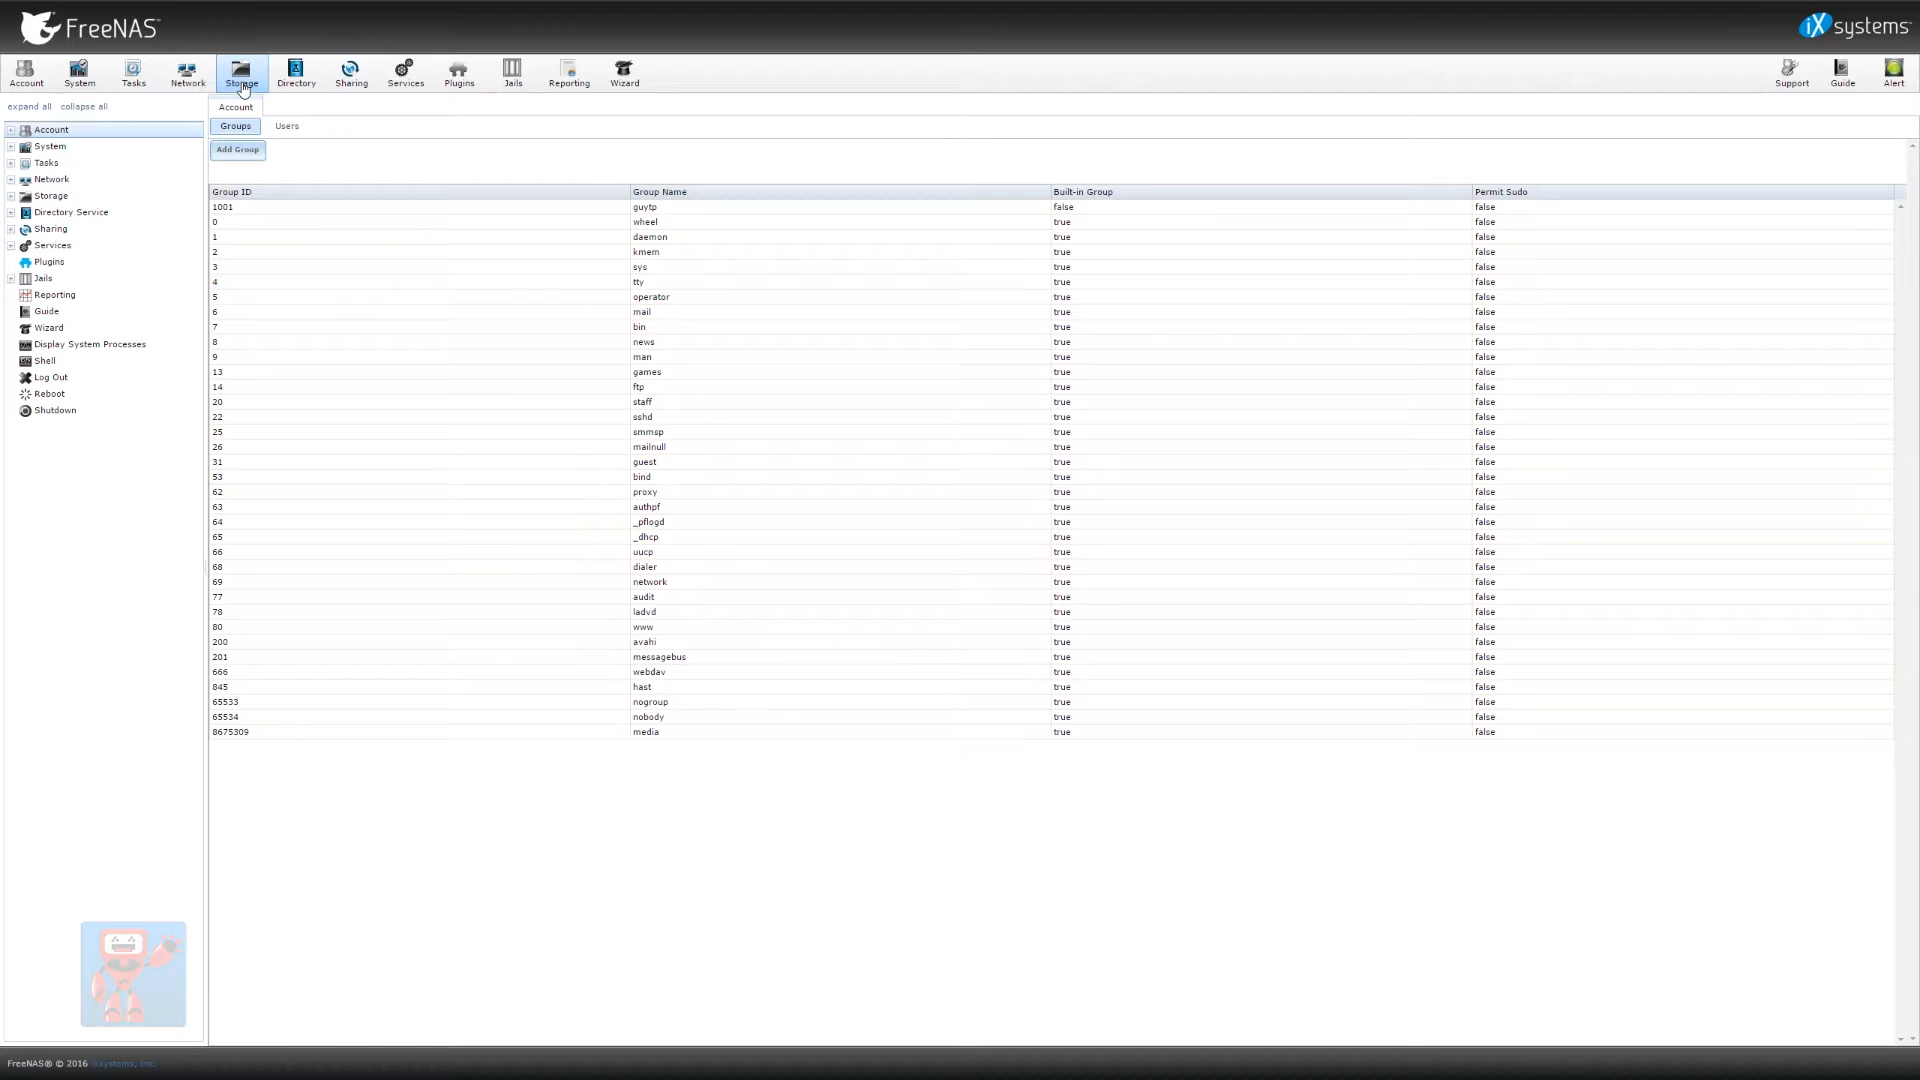 FreeNAS™
iXsystems™
Account System Tasks Network Storage Directory Sharing Services Plugins Jails Reporting Wizard Support Guide Alert
expand all collapse all
Account
System
Tasks
Network
Storage
Directory Service
Sharing
Services
Plugins
Jails
Reporting
Guide
Wizard
Display System Processes
Shell
Log Out
Reboot
Shutdown
Account
Groups Users
Add Group
Group ID Group Name Built-in Group Permit Sudo
1001 guytp false false
0 wheel true false
1 daemon true false
2 kmem true false
3 sys true false
4 tty true false
5 operator true false
6 mail true false
7 bin true false
8 news true false
9 man true false
13 games true false
14 ftp true false
20 staff true false
22 sshd true false
25 smmsp true false
26 mailnull true false
31 guest true false
53 bind true false
62 proxy true false
63 authpf true false
64 _pflogd true false
65 _dhcp true false
66 uucp true false
68 dialer true false
69 network true false
77 audit true false
78 ladvd true false
80 www true false
200 avahi true false
201 messagebus true false
666 webdav true false
845 hast true false
65533 nogroup true false
65534 nobody true false
8675309 media true false
FreeNAS® © 2016 iXsystems, Inc.